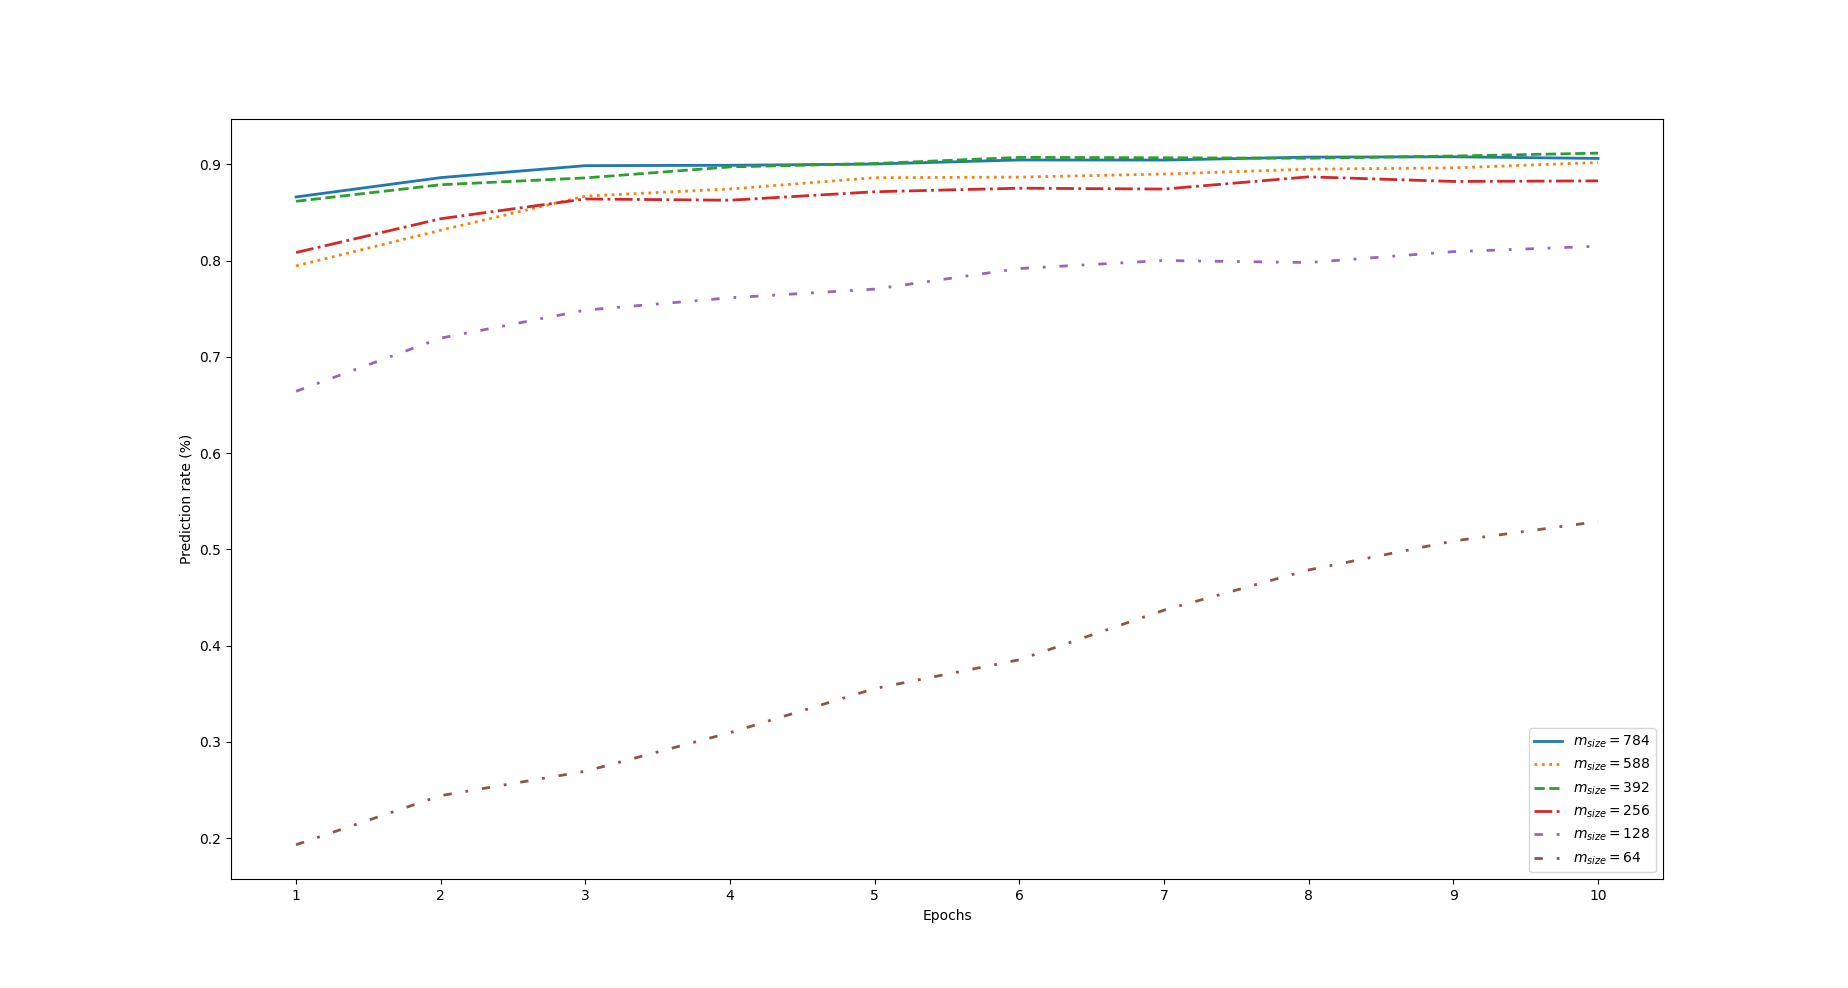 0.9
0.8
0.7
0.6
0.5
0.4
0.3
0.2
Prediction rate (%)
1 2 3 4 5 6 7 8 9 10
Epochs
m_size = 784
m_size = 588
m_size = 392
m_size = 256
m_size = 128
m_size = 64